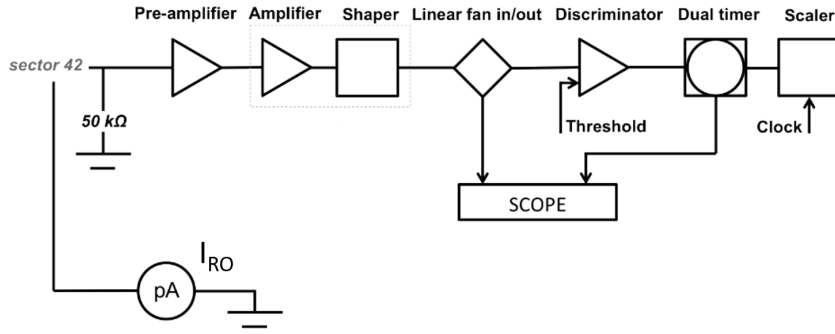 Pre-amplifier
Amplifier
Shaper
Linear fan in/out
Discriminator
Dual timer
Scaler
sector 42
50 kΩ
Threshold
Clock
SCOPE
I_RO
pA